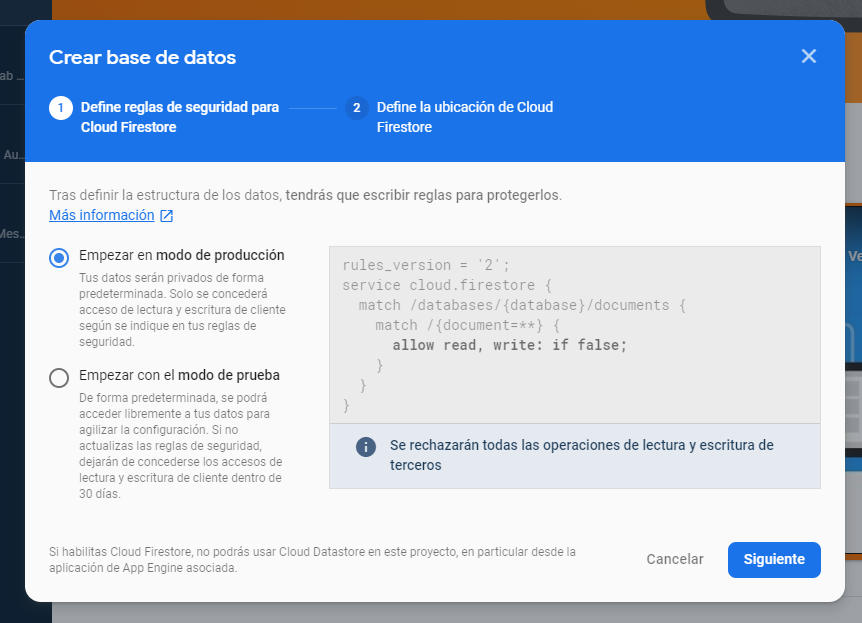 Crear base de datos
1 Define reglas de seguridad para
Cloud Firestore
2 Define la ubicación de Cloud
Firestore
Tras definir la estructura de los datos, tendrás que escribir reglas para protegerlos.
Más información
Empezar en modo de producción
Tus datos serán privados de forma
predeterminada. Solo se concederá
acceso de lectura y escritura de cliente
según se indique en tus reglas de
seguridad.
Empezar con el modo de prueba
De forma predeterminada, se podrá
acceder libremente a tus datos para
agilizar la configuración. Si no
actualizas las reglas de seguridad,
dejarán de concederse los accesos de
lectura y escritura de cliente dentro de
30 días.
rules_version = '2';
service cloud.firestore {
match /databases/{database}/documents {
match /{document=**} {
allow read, write: if false;
}
}
}
Se rechazarán todas las operaciones de lectura y escritura de
terceros
Si habilitas Cloud Firestore, no podrás usar Cloud Datastore en este proyecto, en particular desde la
aplicación de App Engine asociada.
Cancelar
Siguiente
ab ...
Au...
Mes...
Ve